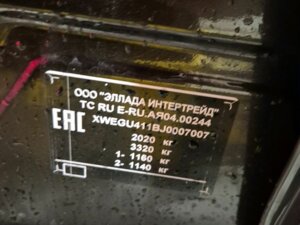 ООО "ЭЛЛАДА ИНТЕРТРЕЙД"
ТС RU E-RU.АЯ04.00244
EAC
XWEGU411BJ0007007
2020 кг
3320 кг
1- 1160 кг
2- 1140 кг